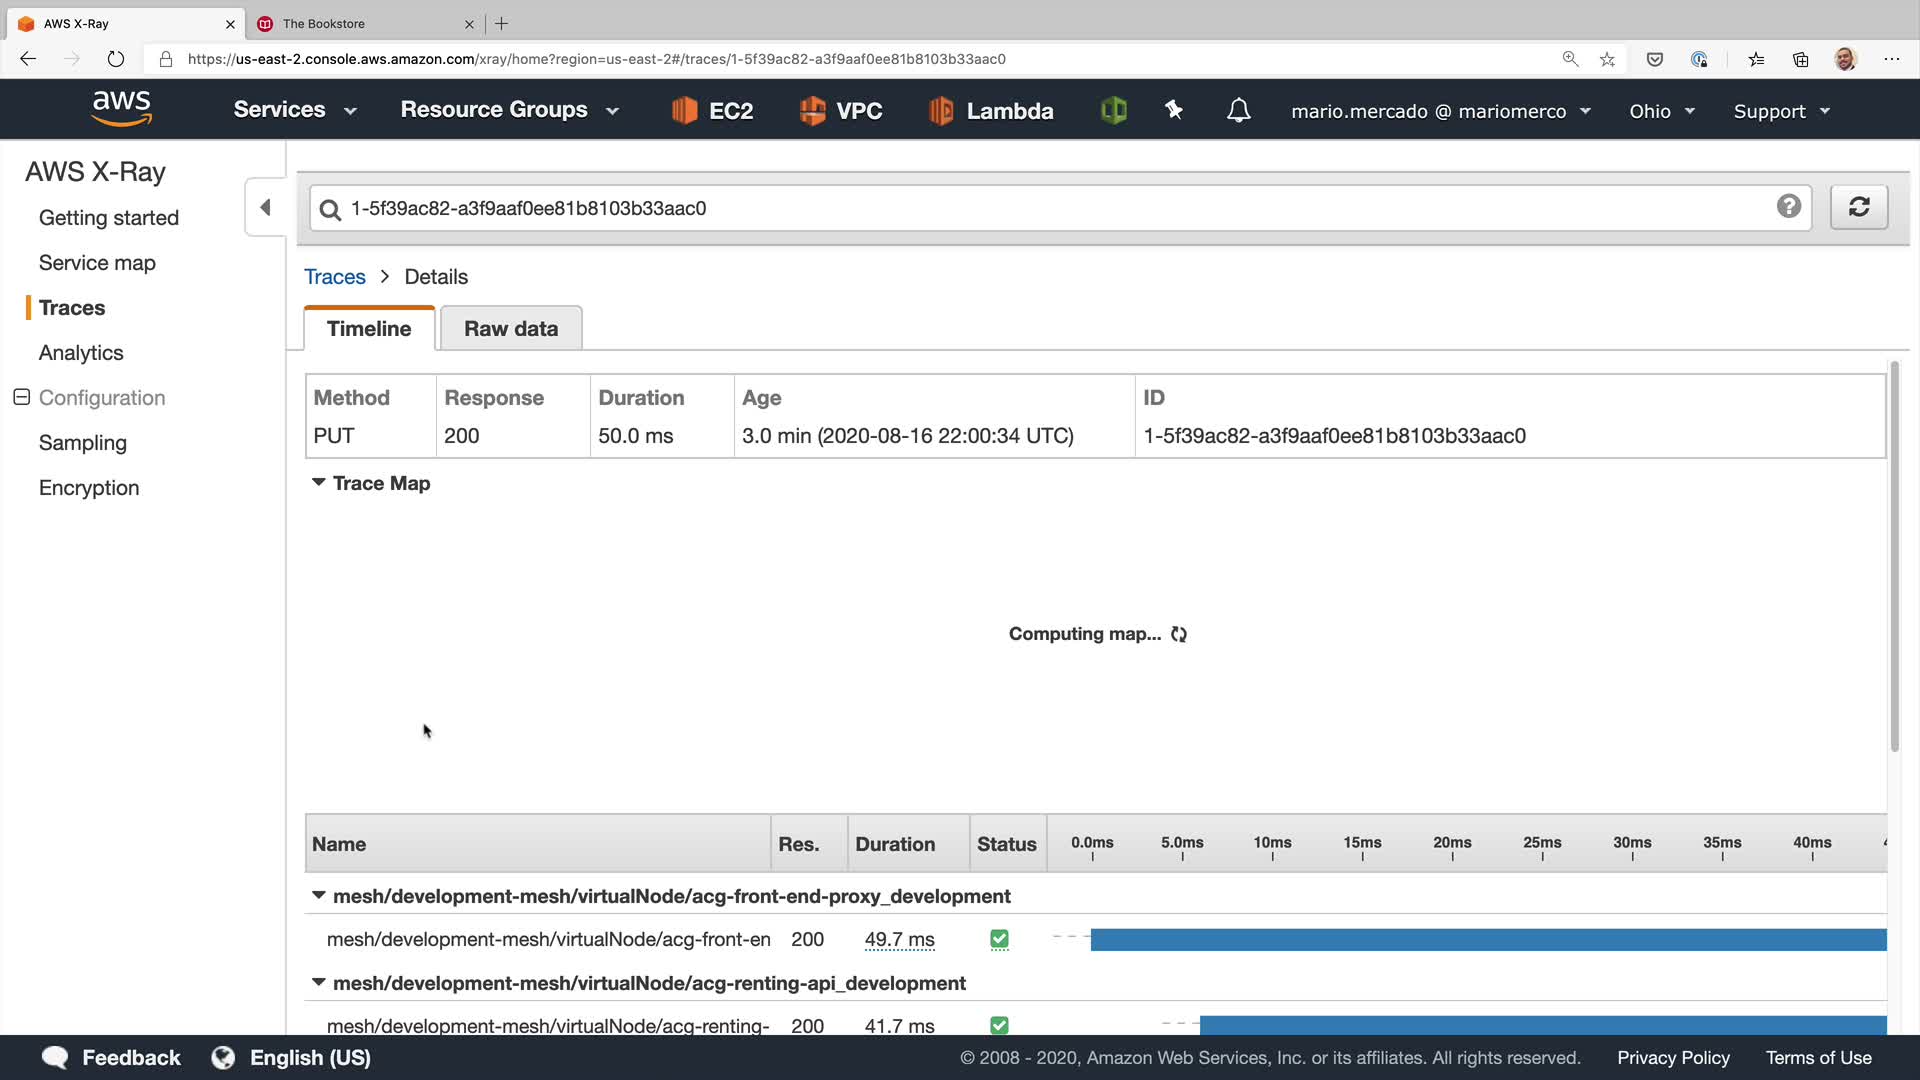 AWS X-Ray
The Bookstore
https://us-east-2.console.aws.amazon.com/xray/home?region=us-east-2#/traces/1-5f39ac82-a3f9aaf0ee81b8103b33aac0
aws
Services
Resource Groups
EC2
VPC
Lambda
mario.mercado @ mariomerco
Ohio
Support
AWS X-Ray
Getting started
Service map
Traces
Analytics
Configuration
Sampling
Encryption
1-5f39ac82-a3f9aaf0ee81b8103b33aac0
Traces > Details
Timeline
Raw data
Method Response Duration Age ID
PUT 200 50.0 ms 3.0 min (2020-08-16 22:00:34 UTC) 1-5f39ac82-a3f9aaf0ee81b8103b33aac0
Trace Map
Computing map...
Name Res. Duration Status 0.0ms 5.0ms 10ms 15ms 20ms 25ms 30ms 35ms 40ms
mesh/development-mesh/virtualNode/acg-front-end-proxy_development
mesh/development-mesh/virtualNode/acg-front-en 200 49.7 ms
mesh/development-mesh/virtualNode/acg-renting-api_development
mesh/development-mesh/virtualNode/acg-renting- 200 41.7 ms
Feedback
English (US)
© 2008 - 2020, Amazon Web Services, Inc. or its affiliates. All rights reserved.
Privacy Policy
Terms of Use